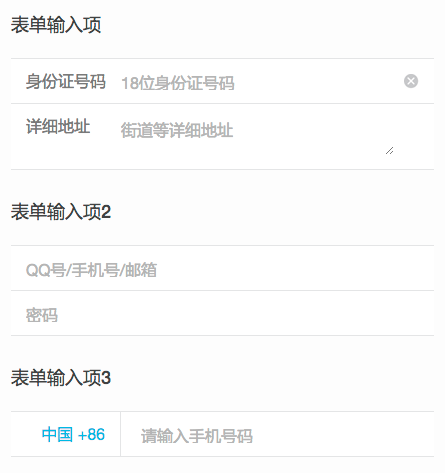 表单输入项
身份证号码 18位身份证号码
详细地址 街道等详细地址
表单输入项2
QQ号/手机号/邮箱
密码
表单输入项3
中国 +86 请输入手机号码